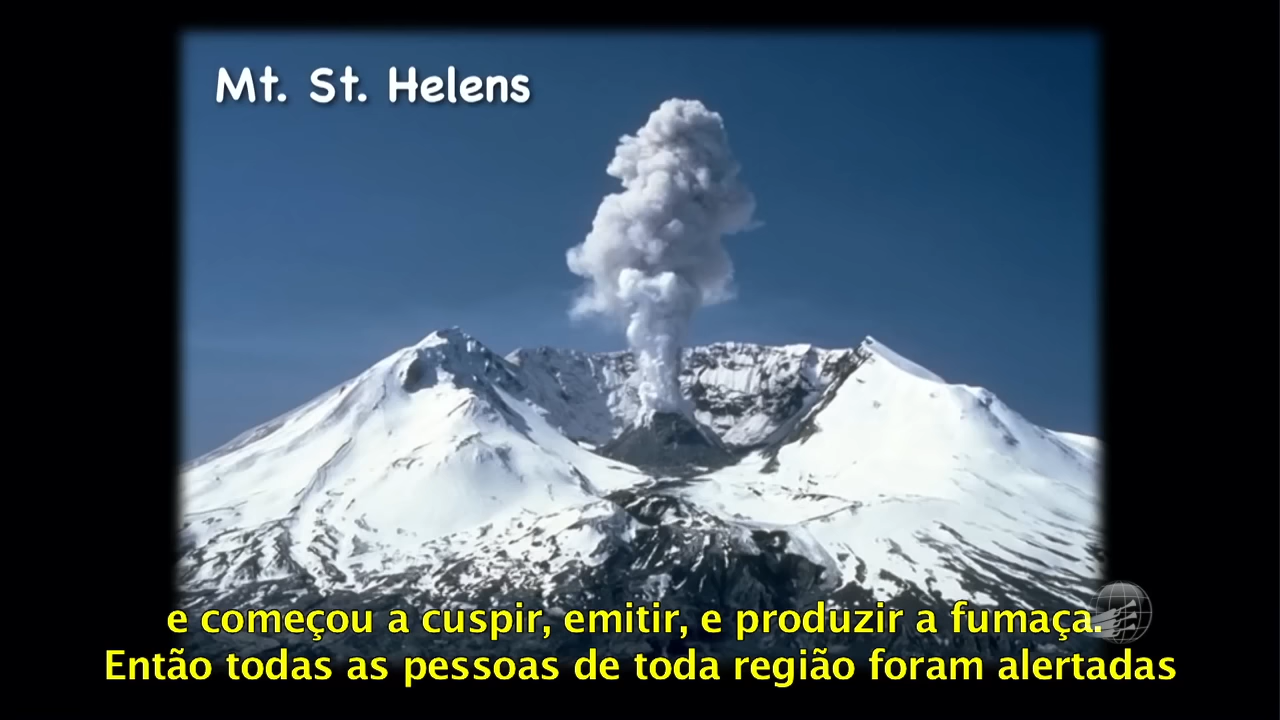 Mt. St. Helens
e começou a cuspir, emitir, e produzir a fumaça.
Então todas as pessoas de toda região foram alertadas